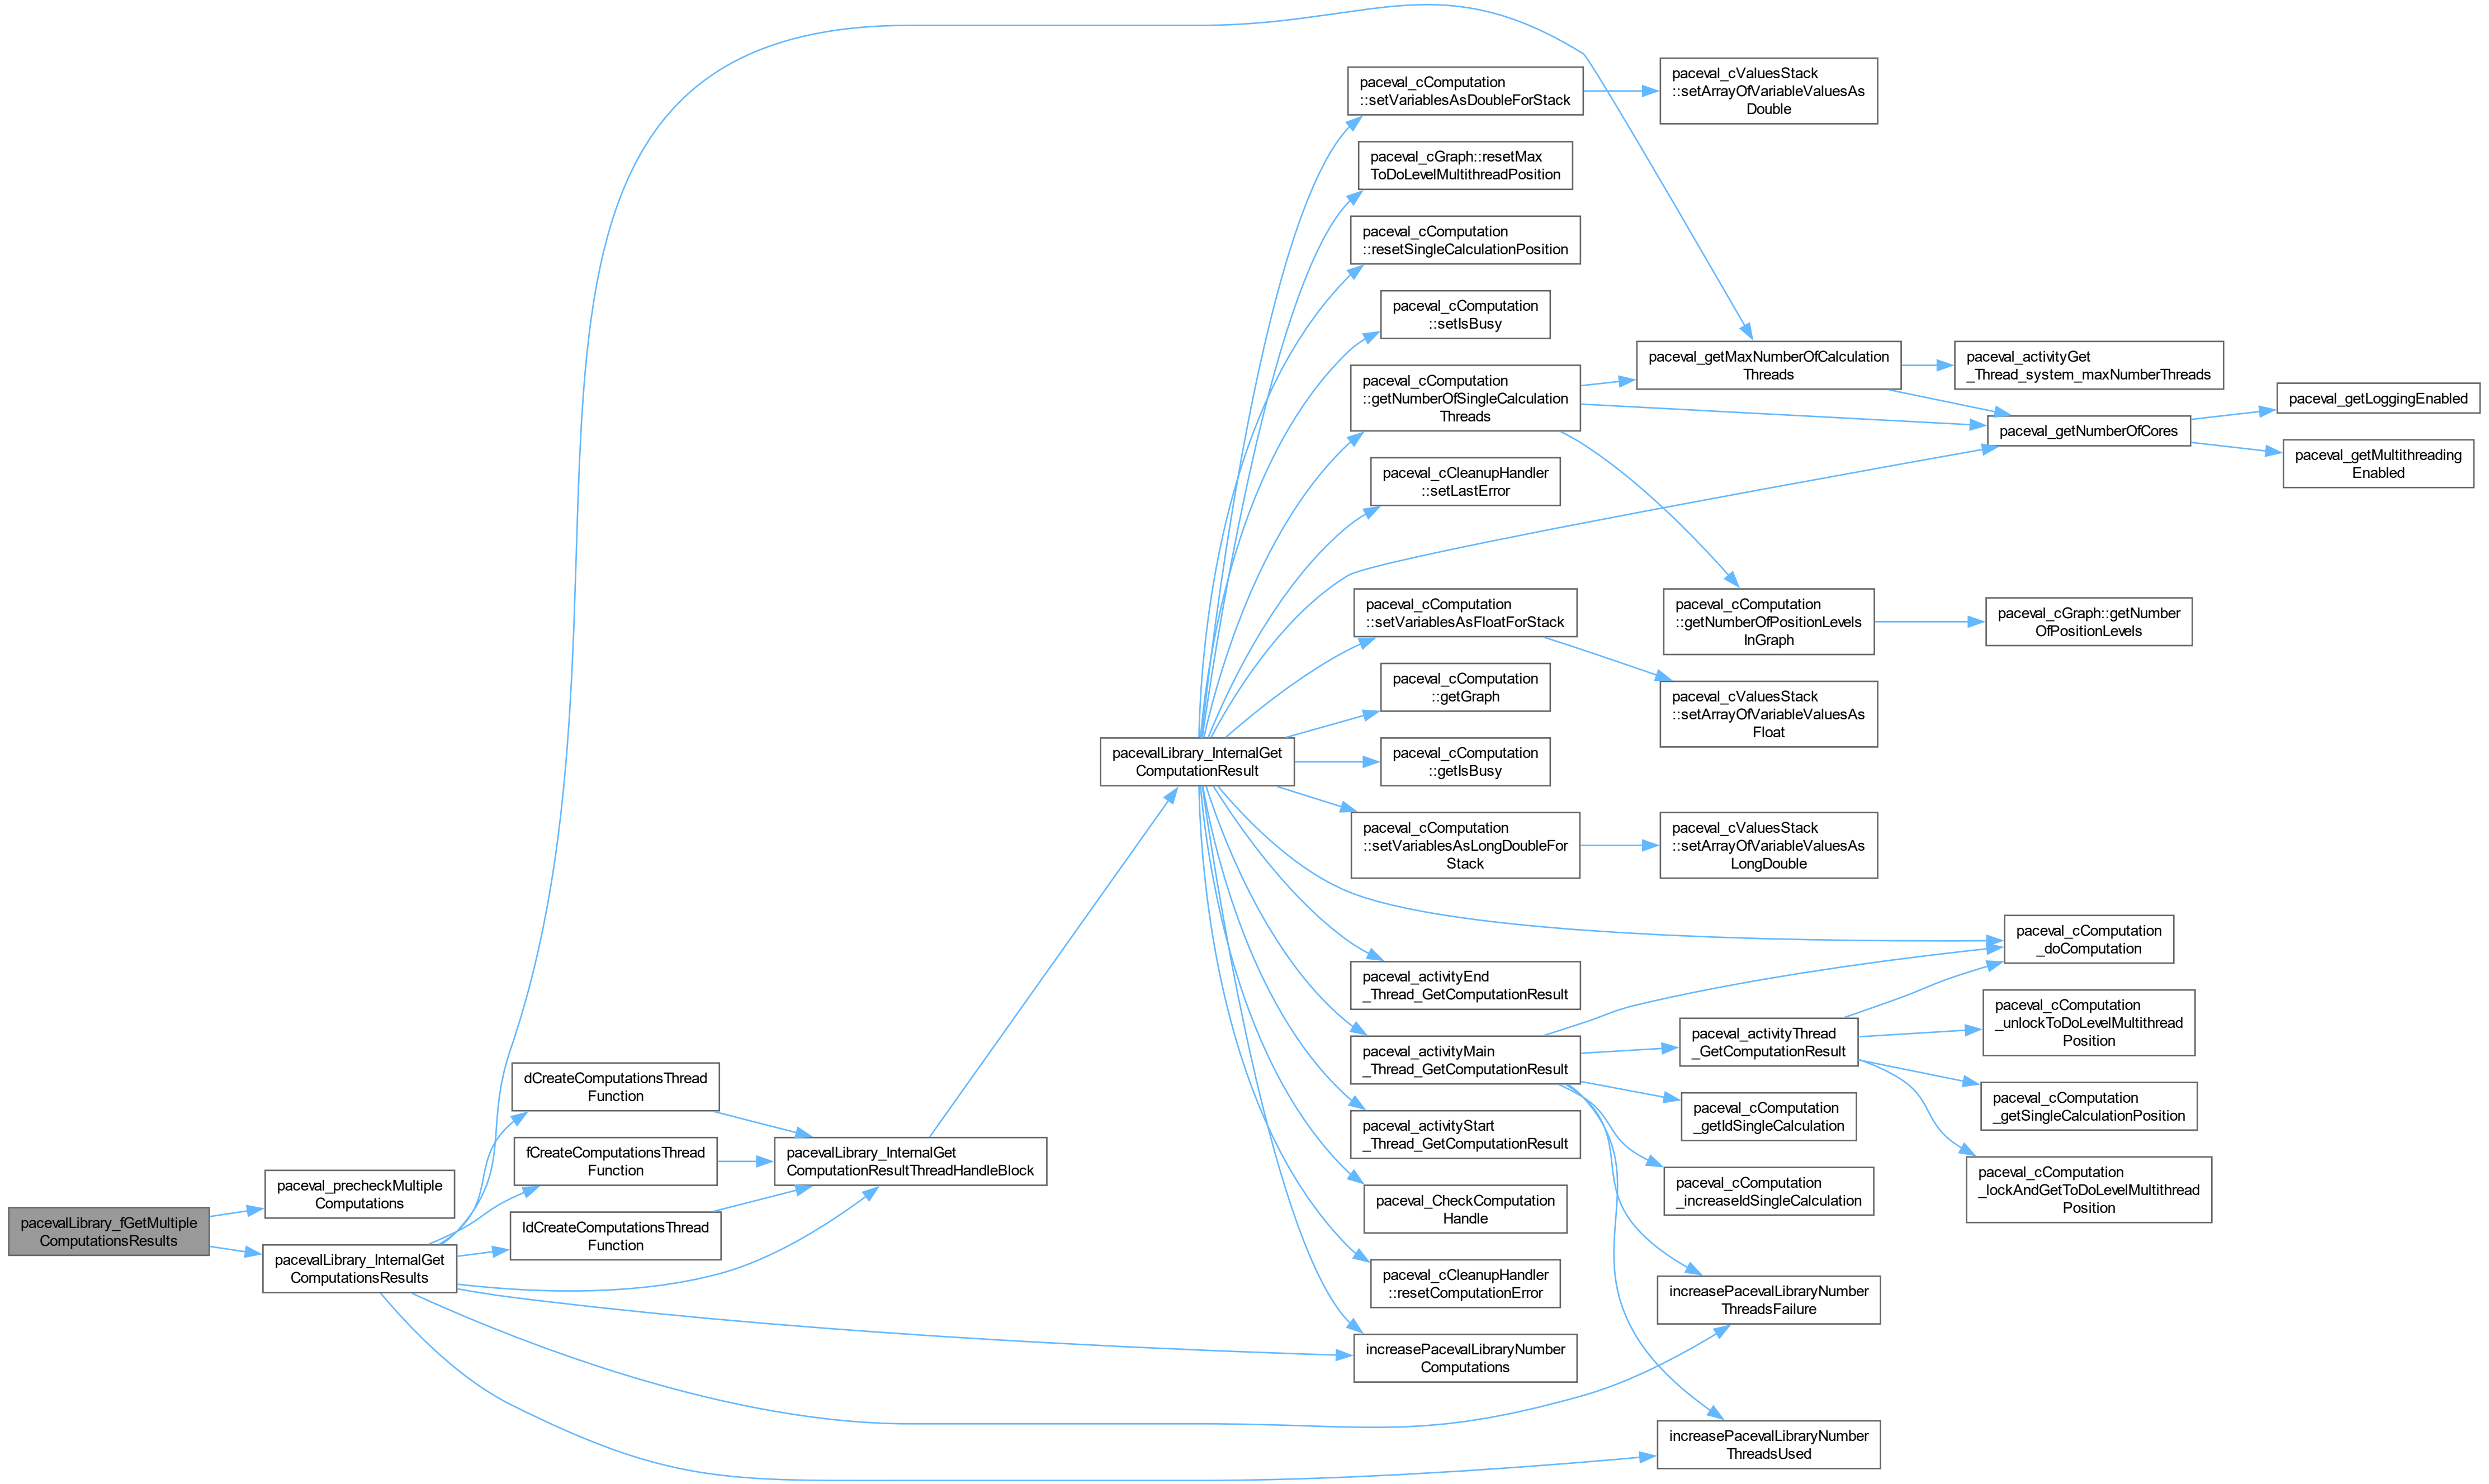 pacevalLibrary_fGetMultiple
ComputationsResults
paceval_precheckMultiple
Computations
pacevalLibrary_InternalGet
ComputationsResults
dCreateComputationsThread
Function
fCreateComputationsThread
Function
ldCreateComputationsThread
Function
pacevalLibrary_InternalGet
ComputationResultThreadHandleBlock
pacevalLibrary_InternalGet
ComputationResult
paceval_cComputation
::setVariablesAsDoubleForStack
paceval_cGraph::resetMax
ToDoLevelMultithreadPosition
paceval_cComputation
::resetSingleCalculationPosition
paceval_cComputation
::setIsBusy
paceval_cComputation
::getNumberOfSingleCalculation
Threads
paceval_cCleanupHandler
::setLastError
paceval_cComputation
::setVariablesAsFloatForStack
paceval_cComputation
::getGraph
paceval_cComputation
::getIsBusy
paceval_cComputation
::setVariablesAsLongDoubleFor
Stack
paceval_activityEnd
_Thread_GetComputationResult
paceval_activityMain
_Thread_GetComputationResult
paceval_activityStart
_Thread_GetComputationResult
paceval_CheckComputation
Handle
paceval_cCleanupHandler
::resetComputationError
increasePacevalLibraryNumber
Computations
paceval_cValuesStack
::setArrayOfVariableValuesAs
Double
paceval_getMaxNumberOfCalculation
Threads
paceval_cComputation
::getNumberOfPositionLevels
InGraph
paceval_cValuesStack
::setArrayOfVariableValuesAs
Float
paceval_cValuesStack
::setArrayOfVariableValuesAs
LongDouble
paceval_activityThread
_GetComputationResult
paceval_cComputation
_getIdSingleCalculation
paceval_cComputation
_increaseIdSingleCalculation
increasePacevalLibraryNumber
ThreadsFailure
increasePacevalLibraryNumber
ThreadsUsed
paceval_activityGet
_Thread_system_maxNumberThreads
paceval_getNumberOfCores
paceval_cGraph::getNumber
OfPositionLevels
paceval_cComputation
_doComputation
paceval_cComputation
_unlockToDoLevelMultithread
Position
paceval_cComputation
_getSingleCalculationPosition
paceval_cComputation
_lockAndGetToDoLevelMultithread
Position
paceval_getLoggingEnabled
paceval_getMultithreading
Enabled